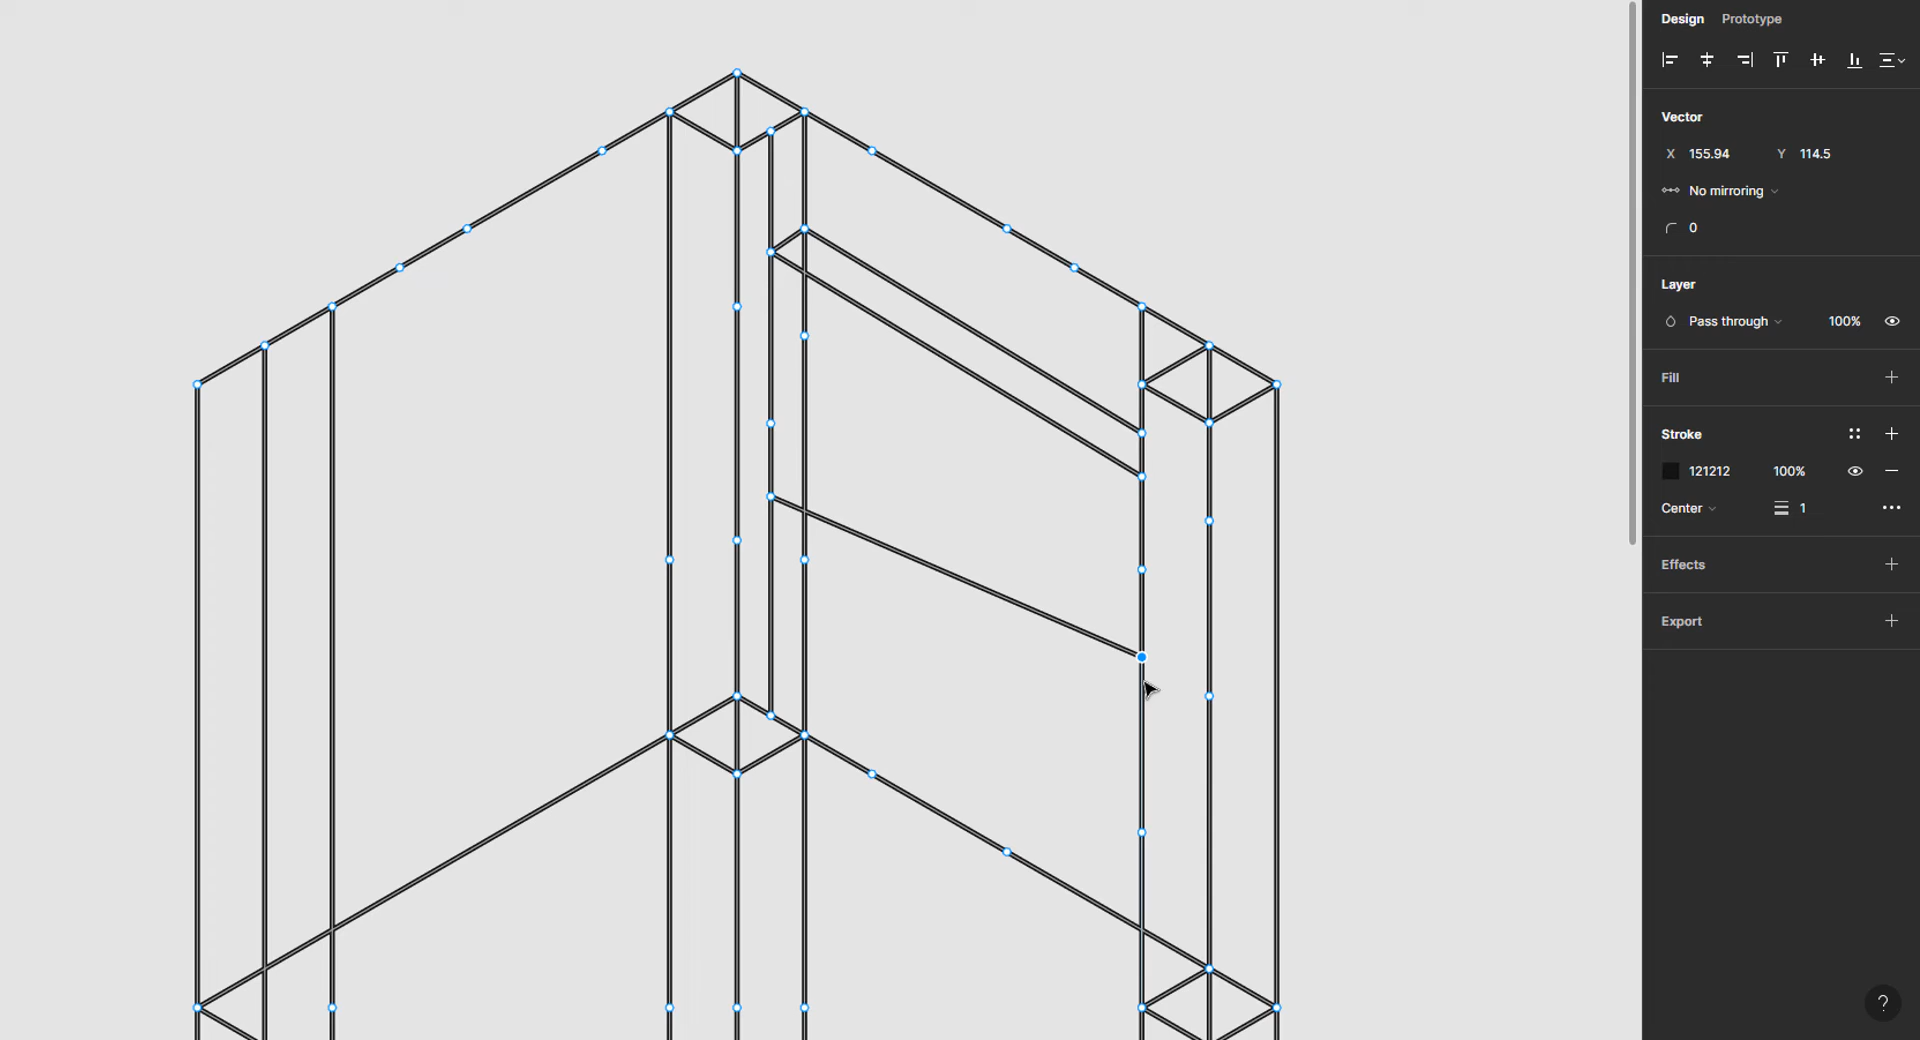 Design Prototype
Vector
X 155.94 Y 114.5
No mirroring
0
Layer
Pass through 100%
Fill
Stroke
121212 100%
Center 1
Effects
Export
?